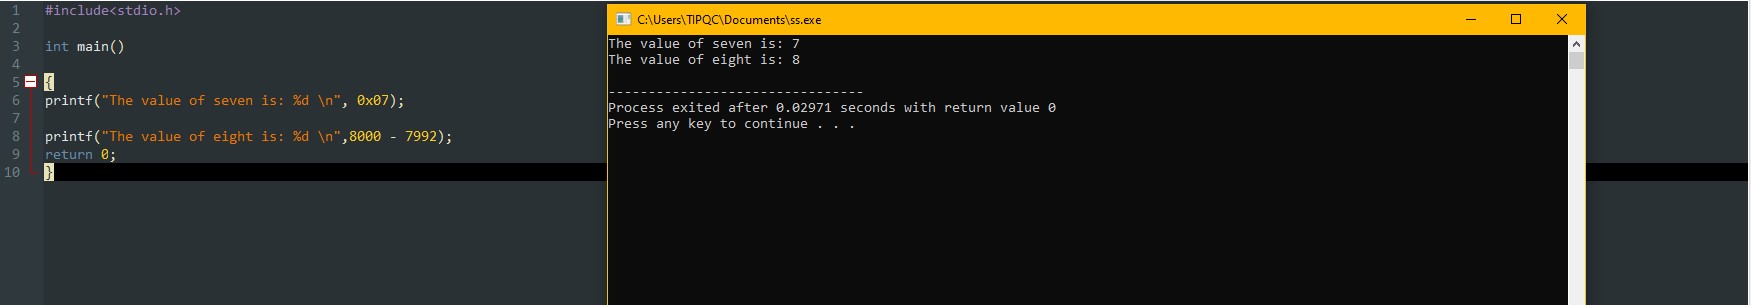 1 #include<stdio.h>
2
3 int main()
4
5 {
6 printf("The value of seven is: %d \n", 0x07);
7
8 printf("The value of eight is: %d \n",8000 - 7992);
9 return 0;
10 }
C:\Users\TIPQC\Documents\ss.exe
The value of seven is: 7
The value of eight is: 8
--------------------------------
Process exited after 0.02971 seconds with return value 0
Press any key to continue . . .